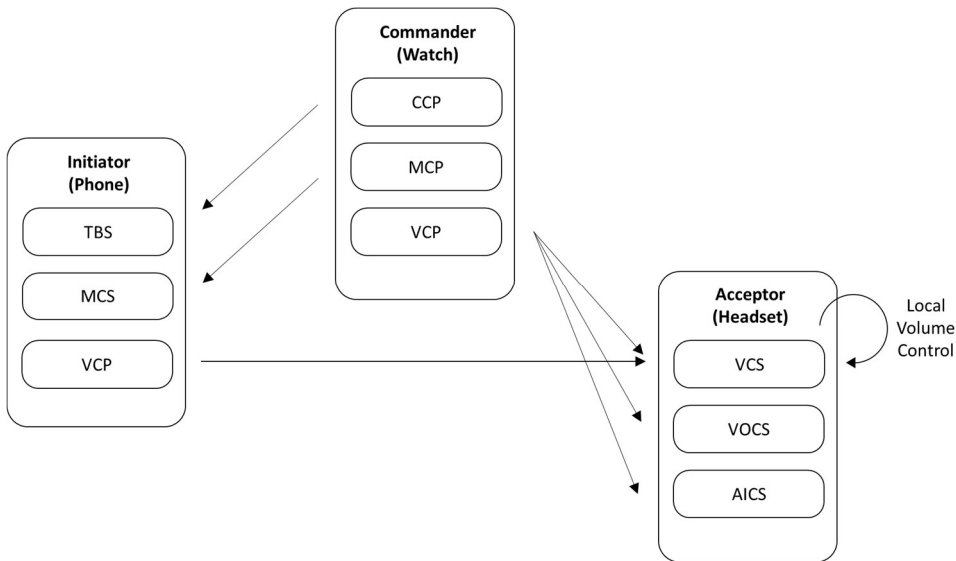 Commander
(Watch)
CCP
MCP
VCP
Initiator
(Phone)
TBS
MCS
VCP
Acceptor
(Headset)
VCS
VOCS
AICS
Local
Volume
Control